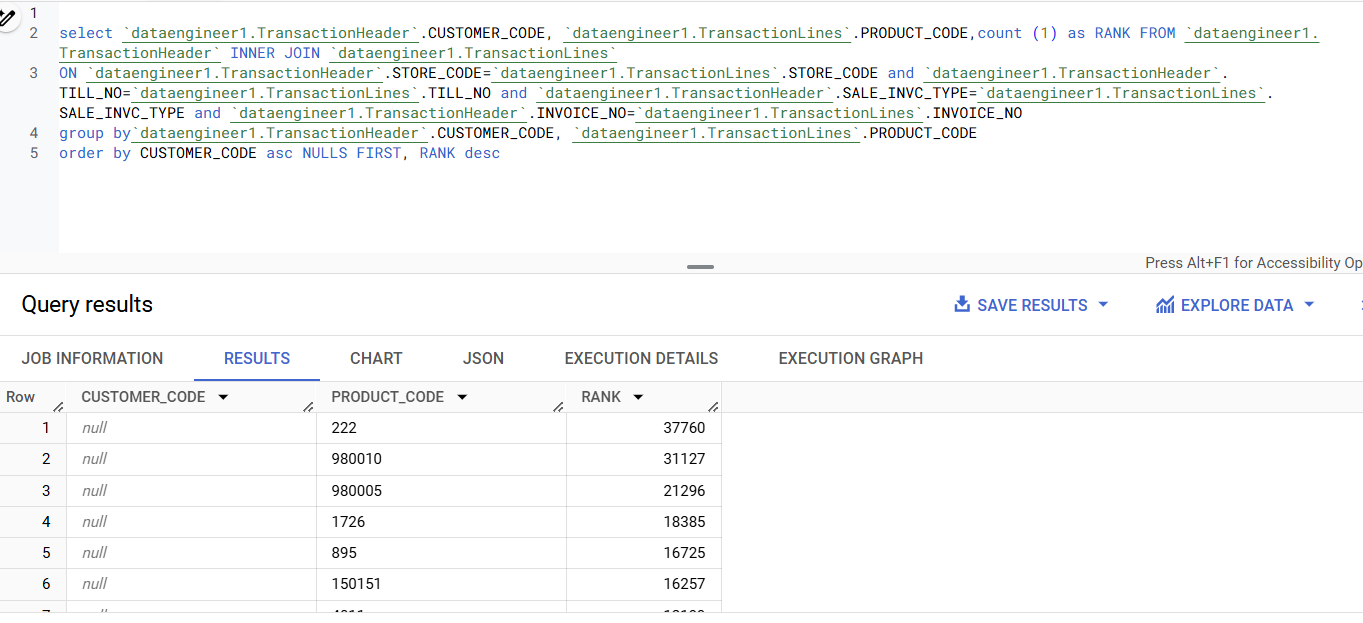 1
2 select `dataengineer1.TransactionHeader`.CUSTOMER_CODE, `dataengineer1.TransactionLines`.PRODUCT_CODE,count (1) as RANK FROM `dataengineer1.
TransactionHeader` INNER JOIN `dataengineer1.TransactionLines`
3 ON `dataengineer1.TransactionHeader`.STORE_CODE=`dataengineer1.TransactionLines`.STORE_CODE and `dataengineer1.TransactionHeader`.
TILL_NO=`dataengineer1.TransactionLines`.TILL_NO and `dataengineer1.TransactionHeader`.SALE_INVC_TYPE=`dataengineer1.TransactionLines`.
SALE_INVC_TYPE and `dataengineer1.TransactionHeader`.INVOICE_NO=`dataengineer1.TransactionLines`.INVOICE_NO
4 group by`dataengineer1.TransactionHeader`.CUSTOMER_CODE, `dataengineer1.TransactionLines`.PRODUCT_CODE
5 order by CUSTOMER_CODE asc NULLS FIRST, RANK desc
Press Alt+F1 for Accessibility Op
Query results SAVE RESULTS EXPLORE DATA
JOB INFORMATION RESULTS CHART JSON EXECUTION DETAILS EXECUTION GRAPH
Row CUSTOMER_CODE PRODUCT_CODE RANK
1 null 222 37760
2 null 980010 31127
3 null 980005 21296
4 null 1726 18385
5 null 895 16725
6 null 150151 16257